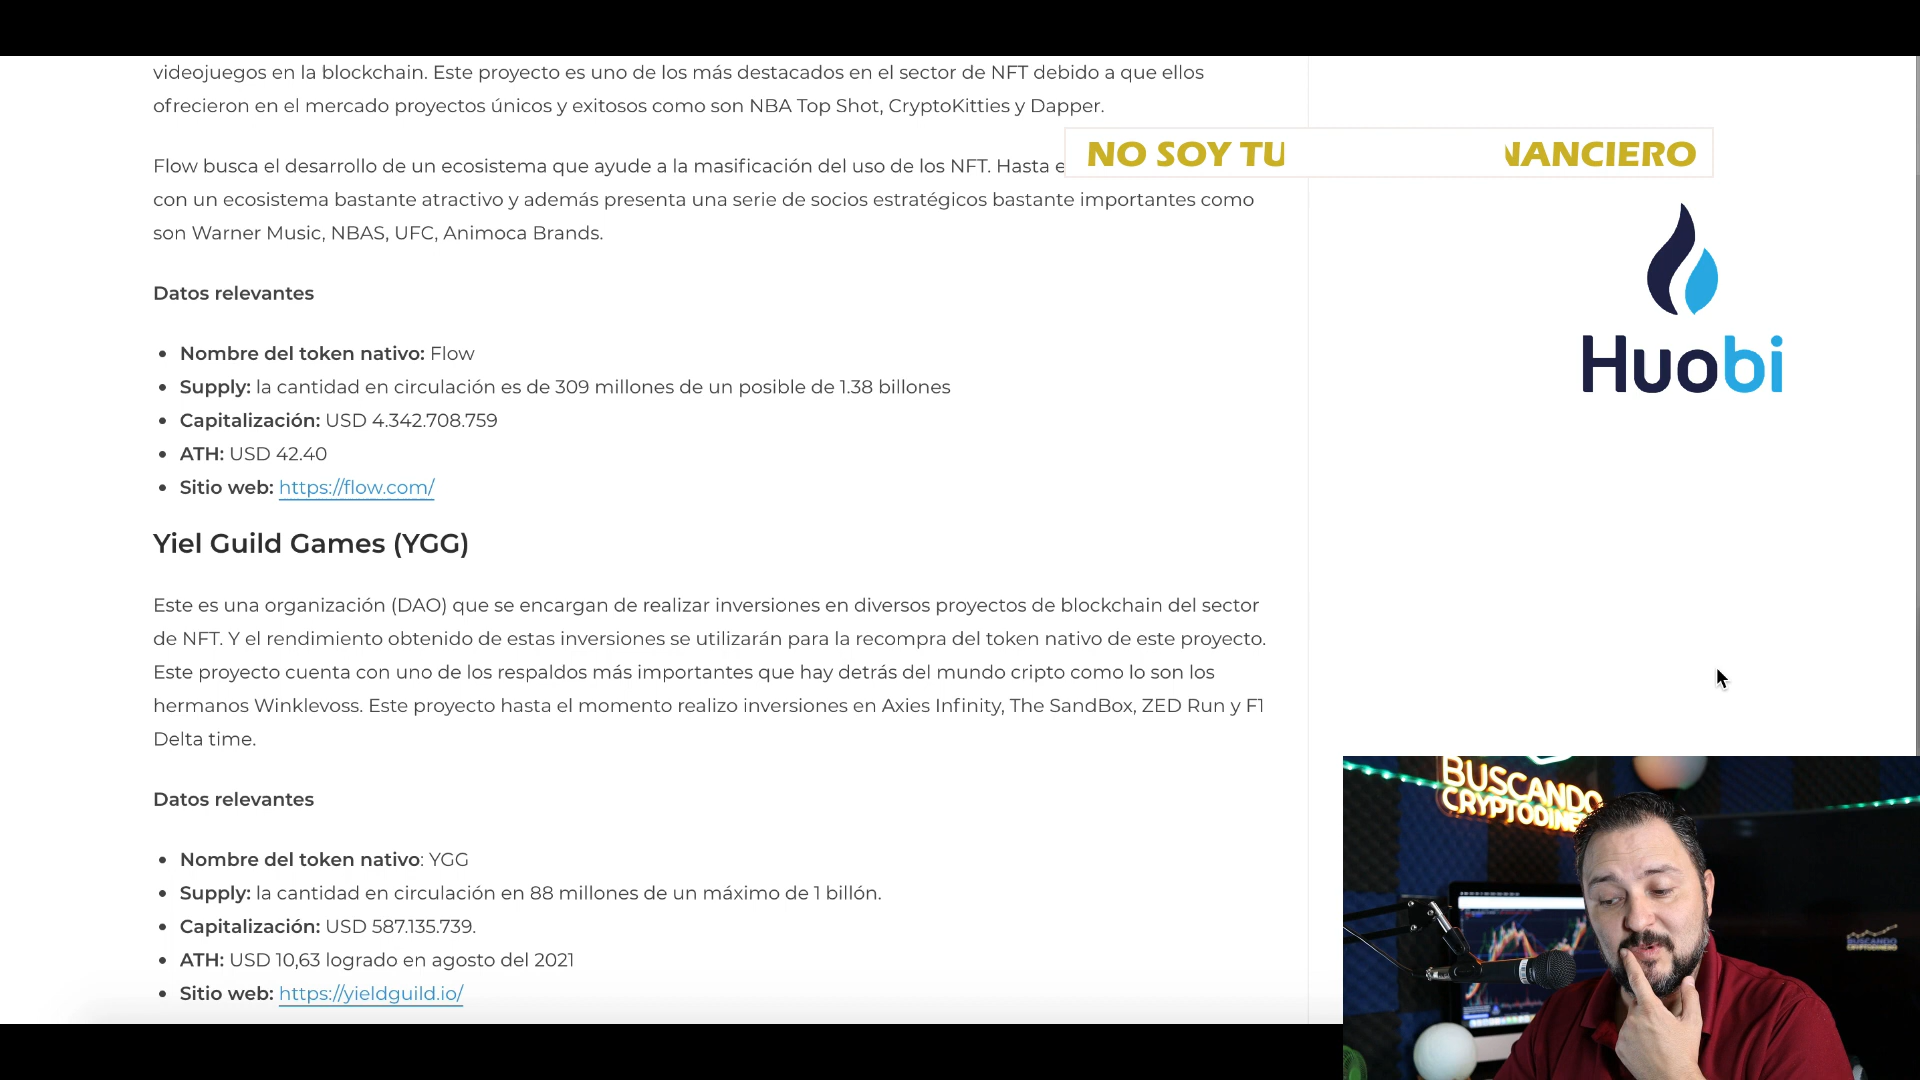 videojuegos en la blockchain. Este proyecto es uno de los más destacados en el sector de NFT debido a que ellos
ofrecieron en el mercado proyectos únicos y exitosos como son NBA Top Shot, CryptoKitties y Dapper.
NO SOY TU
NANCIERO
Flow busca el desarrollo de un ecosistema que ayude a la masificación del uso de los NFT. Hasta e
con un ecosistema bastante atractivo y además presenta una serie de socios estratégicos bastante importantes como
son Warner Music, NBAS, UFC, Animoca Brands.
Huobi
Datos relevantes
• Nombre del token nativo: Flow
• Supply: la cantidad en circulación es de 309 millones de un posible de 1.38 billones
• Capitalización: USD 4.342.708.759
• ATH: USD 42.40
• Sitio web: https://flow.com/
Yiel Guild Games (YGG)
Este es una organización (DAO) que se encargan de realizar inversiones en diversos proyectos de blockchain del sector
de NFT. Y el rendimiento obtenido de estas inversiones se utilizarán para la recompra del token nativo de este proyecto.
Este proyecto cuenta con uno de los respaldos más importantes que hay detrás del mundo cripto como lo son los
hermanos Winklevoss. Este proyecto hasta el momento realizo inversiones en Axies Infinity, The SandBox, ZED Run y F1
Delta time.
Datos relevantes
• Nombre del token nativo: YGG
• Supply: la cantidad en circulación en 88 millones de un máximo de 1 billón.
• Capitalización: USD 587.135.739.
• ATH: USD 10,63 logrado en agosto del 2021
• Sitio web: https://yieldguild.io/
BUSCANDO
CRYPTODINE
BUSCANDO
CRYPTODINERO